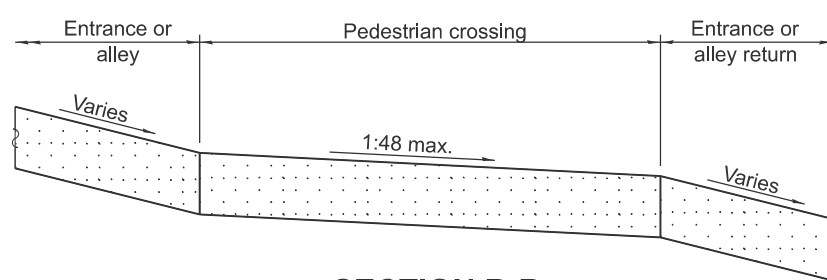 Entrance or
alley
Pedestrian crossing
Entrance or
alley return
Varies
1:48 max.
Varies